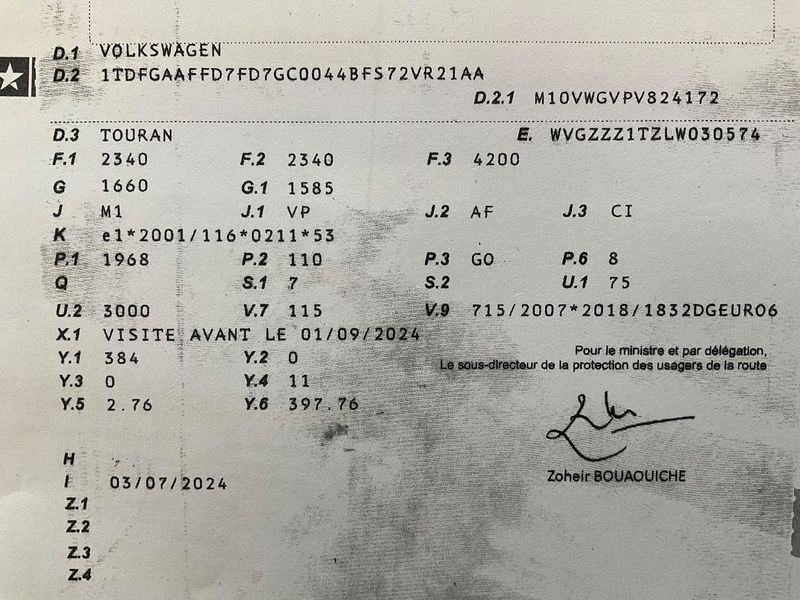 D.1 VOLKSWAGEN
D.2 1TDFGAAFFD7FD7GC0044BFS72VR21AA
D.2.1 M10VWGVPV824172
D.3 TOURAN E. WVGZZZ1TZLW030574
F.1 2340 F.2 2340 F.3 4200
G 1660 G.1 1585
J M1 J.1 VP J.2 AF J.3 CI
K e1*2001/116*0211*53
P.1 1968 P.2 110 P.3 GO P.6 8
Q S.1 7 S.2 U.1 75
U.2 3000 V.7 115 V.9 715/2007*2018/1832DGEURO6
X.1 VISITE AVANT LE 01/09/2024
Y.1 384 Y.2 0
Pour le ministre et par délégation,
Le sous-directeur de la protection des usagers de la route
Y.3 0 Y.4 11
Y.5 2.76 Y.6 397.76
H
Zoheir BOUAOUICHE
I 03/07/2024
Z.1
Z.2
Z.3
Z.4